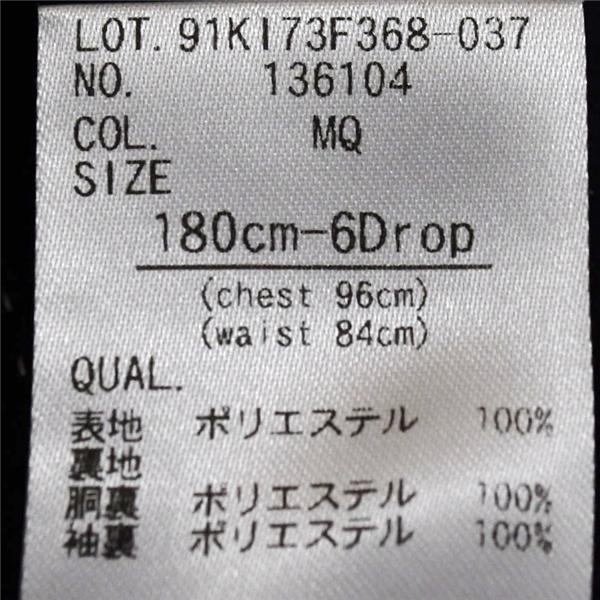 LOT. 91KI73F368-037
NO. 136104
COL. MQ
SIZE
180cm-6Drop
(chest 96cm)
(waist 84cm)
QUAL.
表地 ポリエステル 100%
裏地
胴裏 ポリエステル 100%
袖裏 ポリエステル 100%